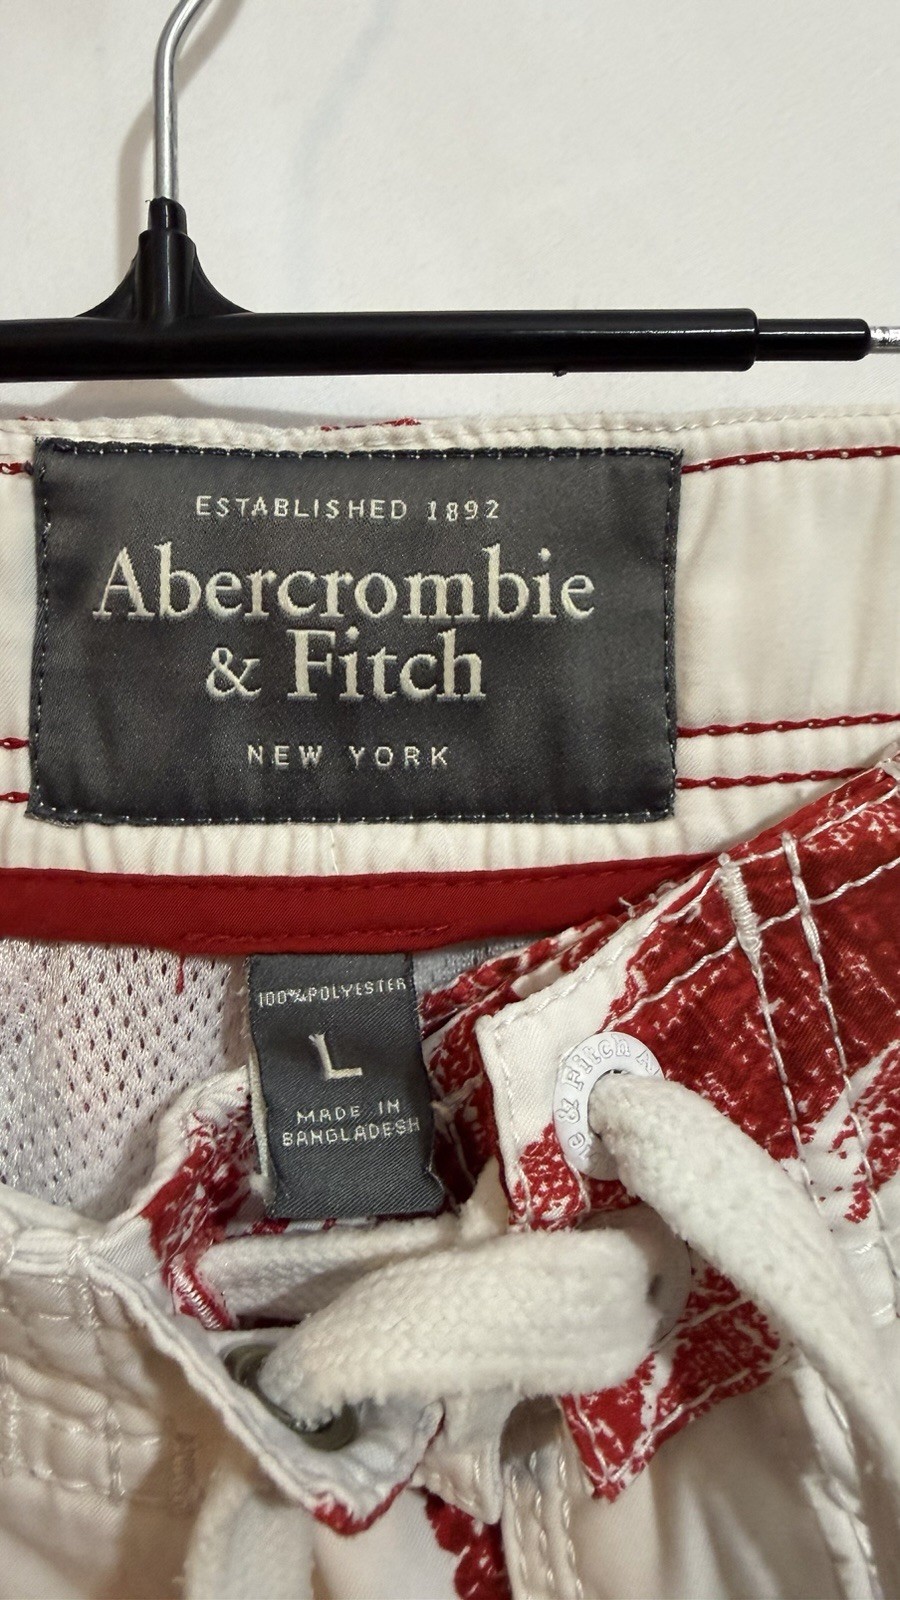 ESTABLISHED 1892
Abercrombie
& Fitch
NEW YORK
100% POLYESTER
L
MADE IN
BANGLADESH
& Fitch A